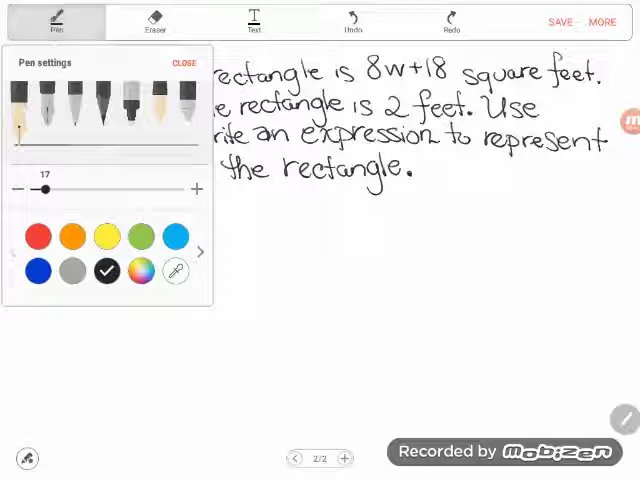 Pen Eraser Text Undo Redo SAVE MORE
Pen settings CLOSE
rectangle is 8w+18 square feet.
rectangle is 2 feet. Use
an expression to represent
the rectangle.
17
2/2
Recorded by mobizen